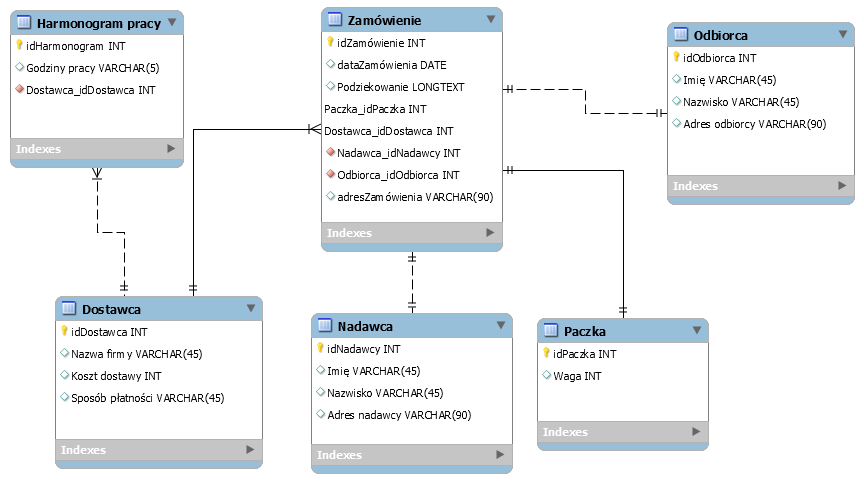 Harmonogram pracy
idHarmonogram INT
Godziny pracy VARCHAR(5)
Dostawca_idDostawca INT
Indexes
Zamówienie
idZamówienie INT
dataZamówienia DATE
Podziekowanie LONGTEXT
Paczka_idPaczka INT
Dostawca_idDostawca INT
Nadawca_idNadawcy INT
Odbiorca_idOdbiorca INT
adresZamówienia VARCHAR(90)
Indexes
Odbiorca
idOdbiorca INT
Imię VARCHAR(45)
Nazwisko VARCHAR(45)
Adres odbiorcy VARCHAR(90)
Indexes
Dostawca
idDostawca INT
Nazwa firmy VARCHAR(45)
Koszt dostawy INT
Sposób płatności VARCHAR(45)
Indexes
Nadawca
idNadawcy INT
Imię VARCHAR(45)
Nazwisko VARCHAR(45)
Adres nadawcy VARCHAR(90)
Indexes
Paczka
idPaczka INT
Waga INT
Indexes